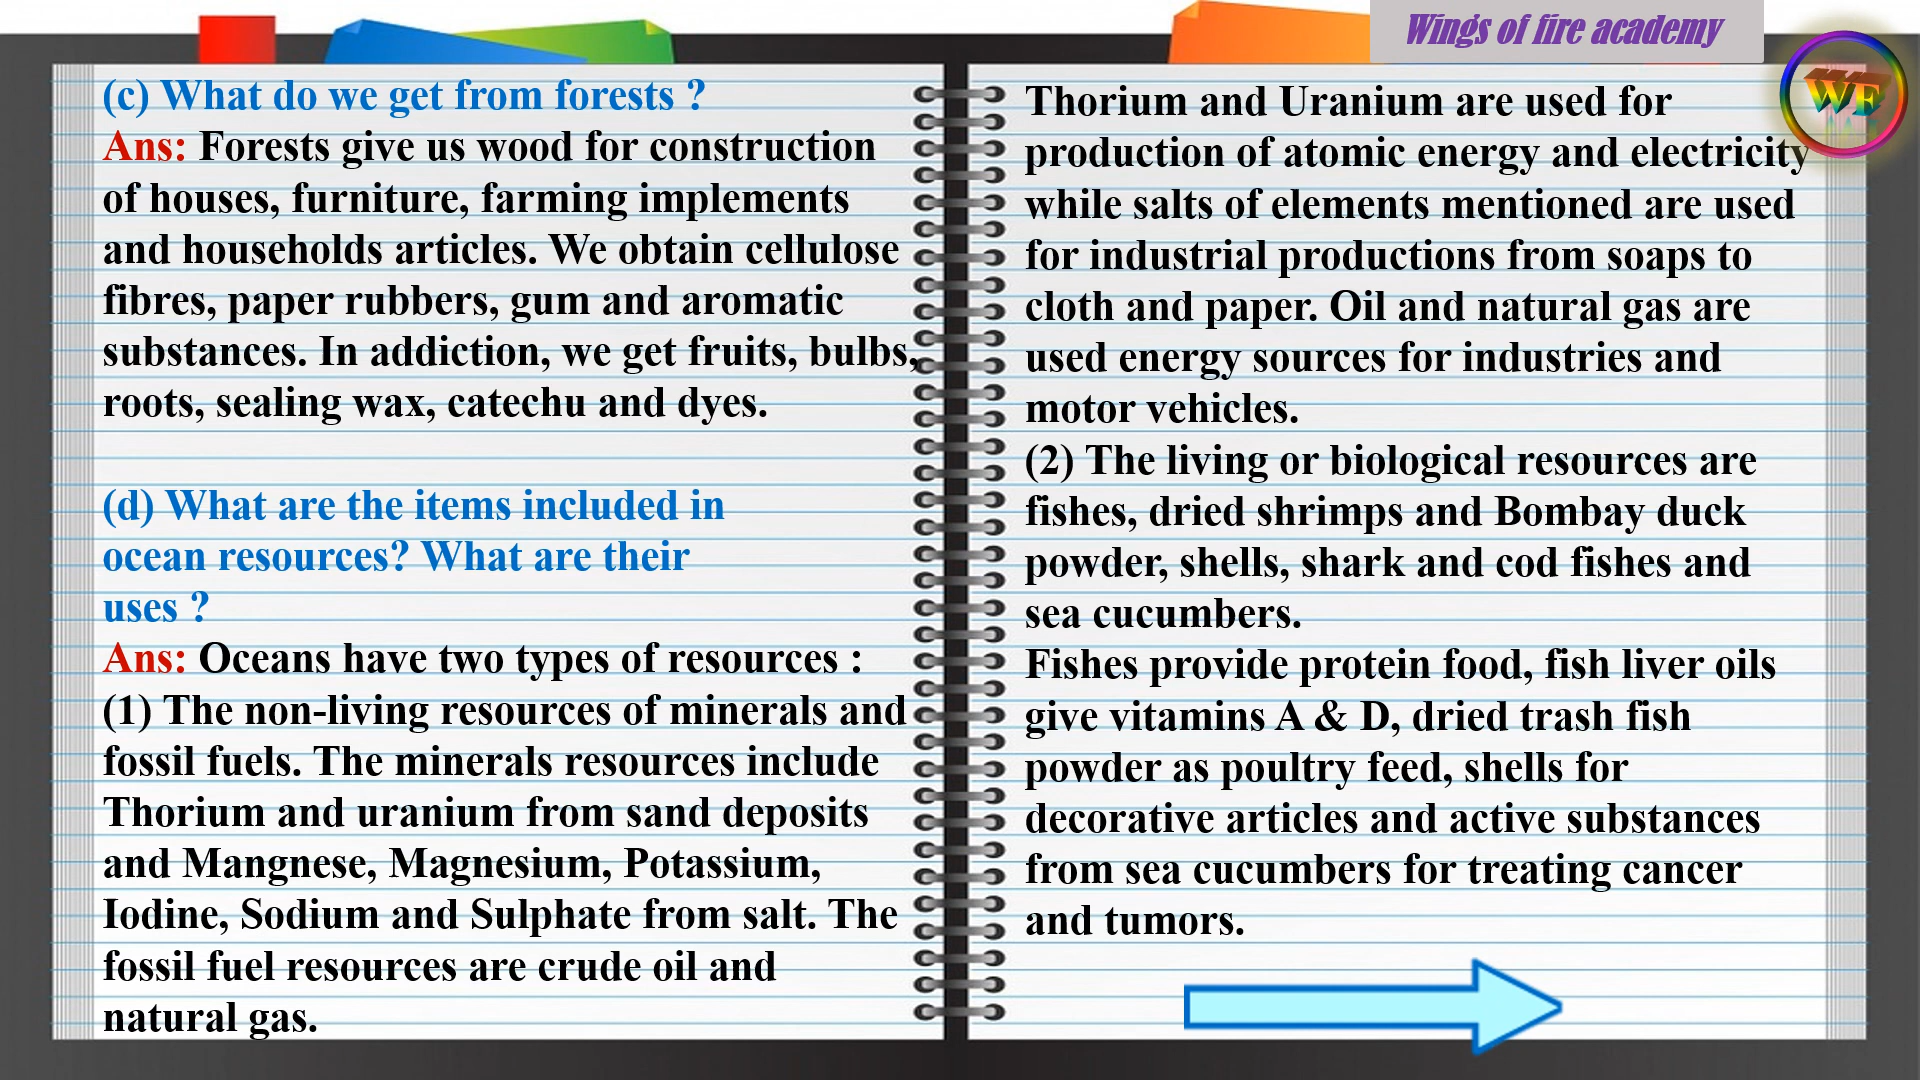 Wings of fire academy
WF
(c) What do we get from forests ?
Ans: Forests give us wood for construction
of houses, furniture, farming implements
and households articles. We obtain cellulose
fibres, paper rubbers, gum and aromatic
substances. In addiction, we get fruits, bulbs,
roots, sealing wax, catechu and dyes.
(d) What are the items included in
ocean resources? What are their
uses ?
Ans: Oceans have two types of resources :
(1) The non-living resources of minerals and
fossil fuels. The minerals resources include
Thorium and uranium from sand deposits
and Mangnese, Magnesium, Potassium,
Iodine, Sodium and Sulphate from salt. The
fossil fuel resources are crude oil and
natural gas.
Thorium and Uranium are used for
production of atomic energy and electricity
while salts of elements mentioned are used
for industrial productions from soaps to
cloth and paper. Oil and natural gas are
used energy sources for industries and
motor vehicles.
(2) The living or biological resources are
fishes, dried shrimps and Bombay duck
powder, shells, shark and cod fishes and
sea cucumbers.
Fishes provide protein food, fish liver oils
give vitamins A & D, dried trash fish
powder as poultry feed, shells for
decorative articles and active substances
from sea cucumbers for treating cancer
and tumors.